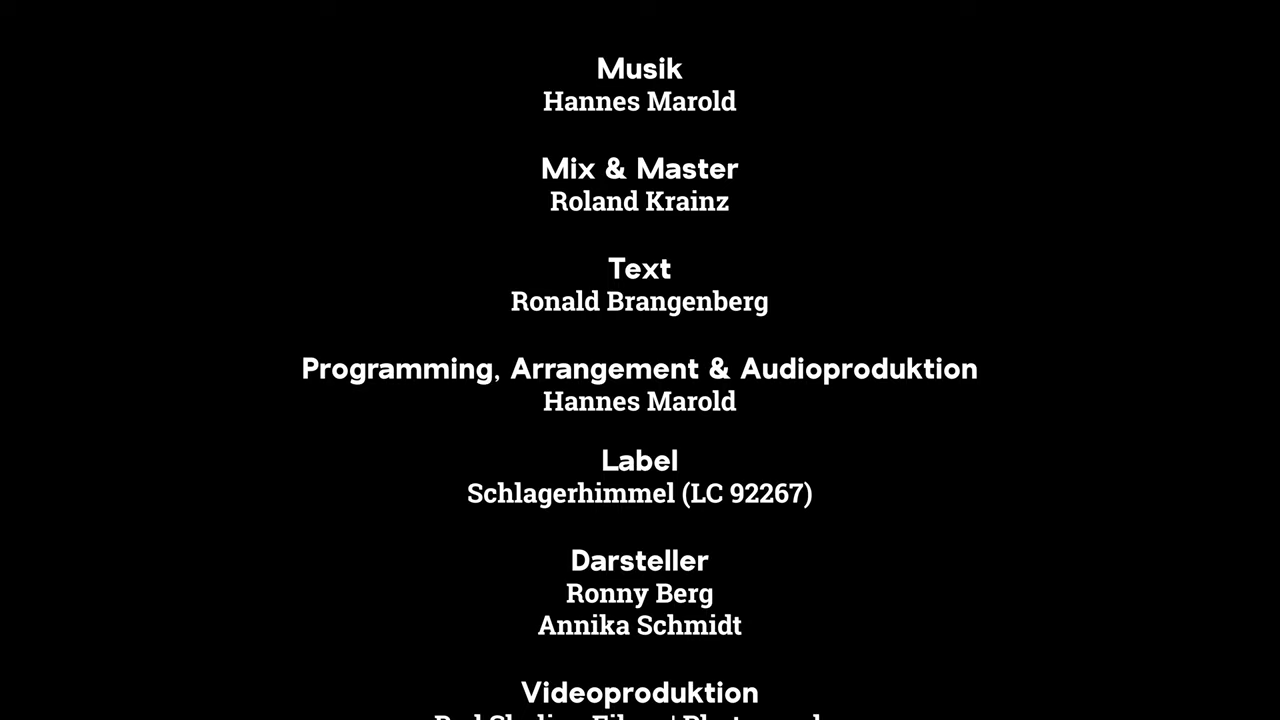 Musik
Hannes Marold
Mix & Master
Roland Krainz
Text
Ronald Brangenberg
Programming, Arrangement & Audioproduktion
Hannes Marold
Label
Schlagerhimmel (LC 92267)
Darsteller
Ronny Berg
Annika Schmidt
Videoproduktion